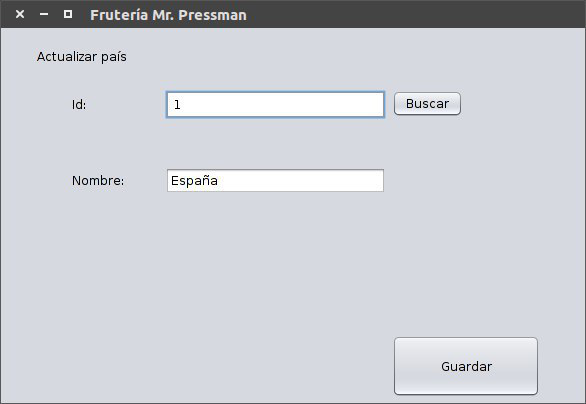 Frutería Mr. Pressman
Actualizar país
Id: 1 Buscar
Nombre: España
Guardar